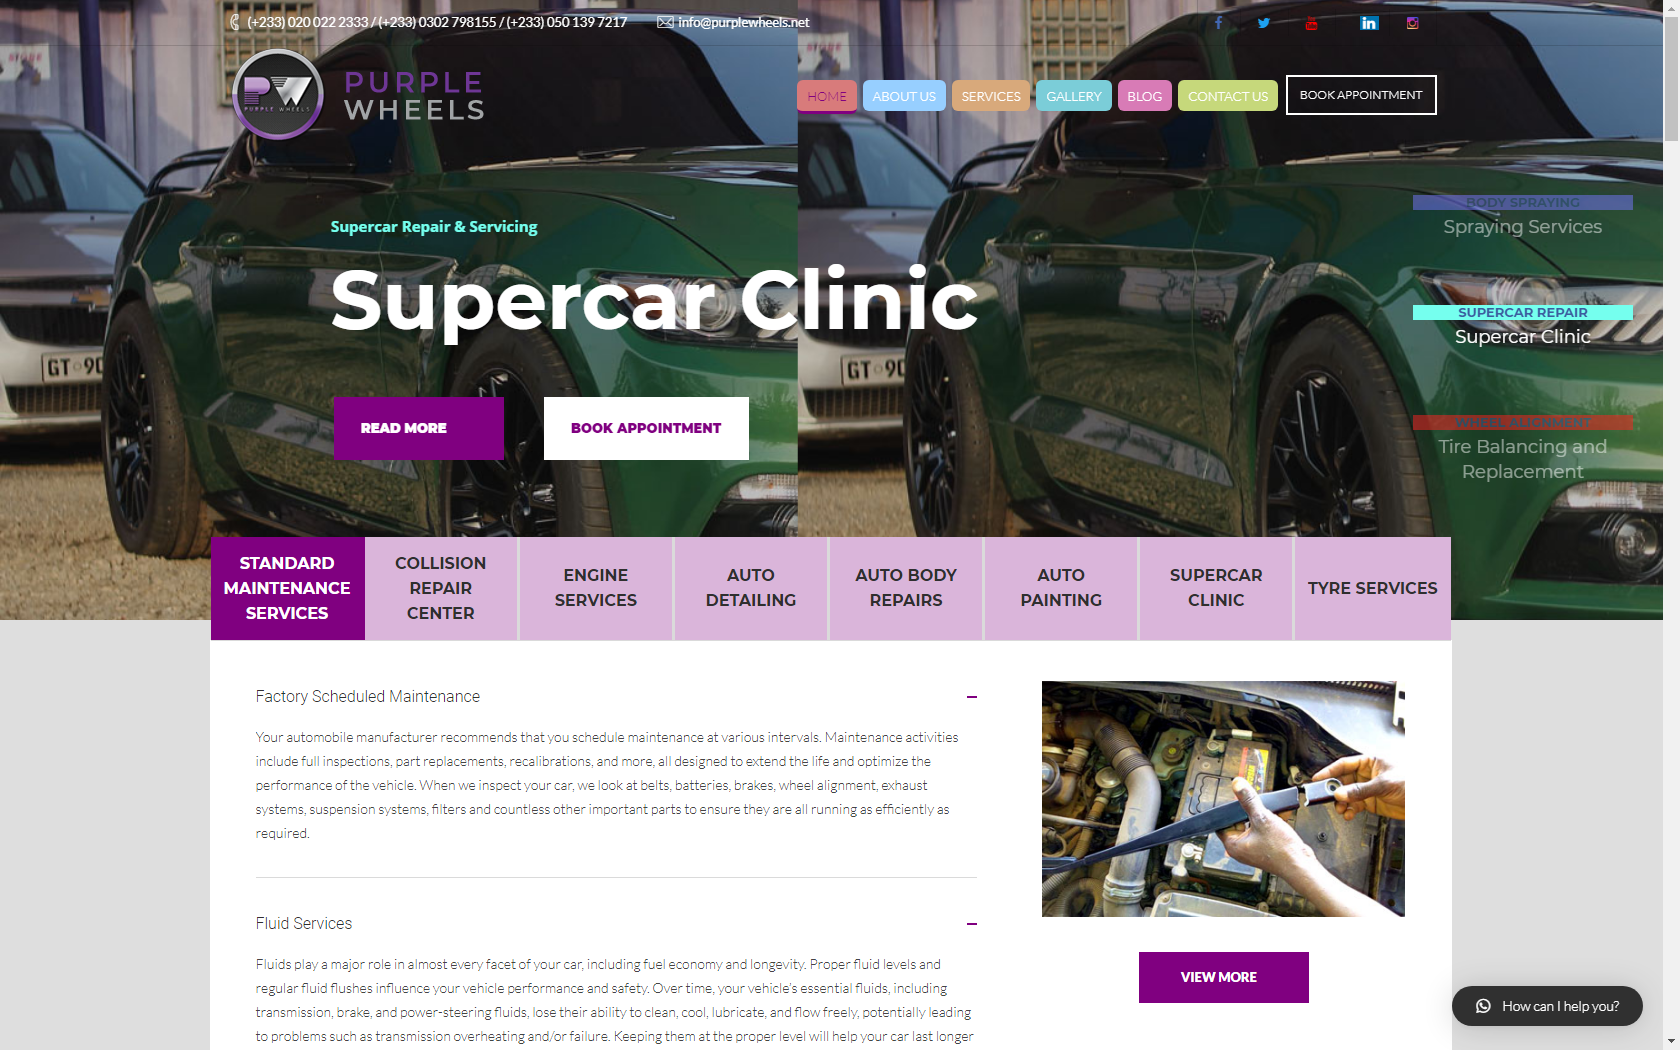 (+233) 020 022 2333 / (+233) 0302 798155 / (+233) 050 139 7217
info@purplewheels.net
PW
PURPLE WHEELS
PURPLE
WHEELS
HOME
ABOUT US
SERVICES
GALLERY
BLOG
CONTACT US
BOOK APPOINTMENT
BODY SPRAYING
Spraying Services
Supercar Repair & Servicing
Supercar Clinic
SUPERCAR REPAIR
Supercar Clinic
GT 90
GT 90
WHEEL ALIGNMENT
Tire Balancing and
Replacement
READ MORE
BOOK APPOINTMENT
STANDARD
MAINTENANCE
SERVICES
COLLISION
REPAIR
CENTER
ENGINE
SERVICES
AUTO
DETAILING
AUTO BODY
REPAIRS
AUTO
PAINTING
SUPERCAR
CLINIC
TYRE SERVICES
Factory Scheduled Maintenance
Your automobile manufacturer recommends that you schedule maintenance at various intervals. Maintenance activities
include full inspections, part replacements, recalibrations, and more, all designed to extend the life and optimize the
performance of the vehicle. When we inspect your car, we look at belts, batteries, brakes, wheel alignment, exhaust
systems, suspension systems, filters and countless other important parts to ensure they are all running as efficiently as
required.
Fluid Services
Fluids play a major role in almost every facet of your car, including fuel economy and longevity. Proper fluid levels and
regular fluid flushes influence your vehicle performance and safety. Over time, your vehicle's essential fluids, including
transmission, brake, and power-steering fluids, lose their ability to clean, cool, lubricate, and flow freely, potentially leading
to problems such as transmission overheating and/or failure. Keeping them at the proper level will help your car last longer
VIEW MORE
How can I help you?